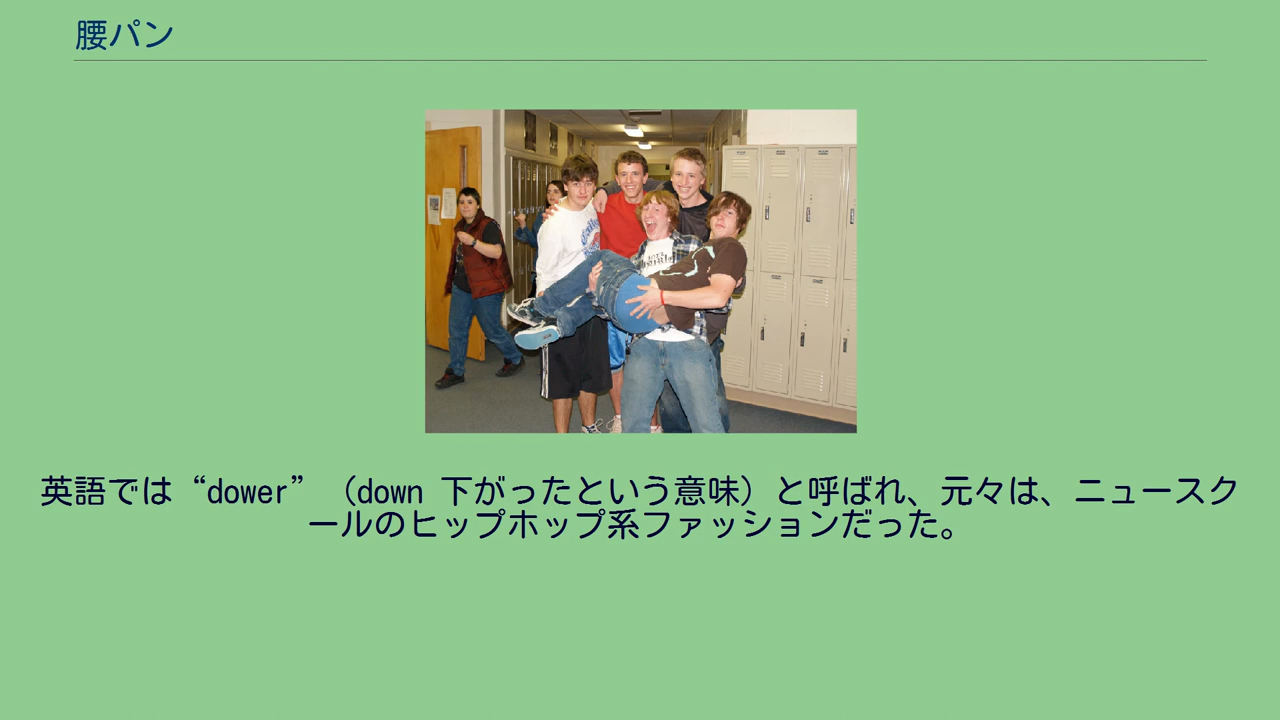 腰パン
英語では“dower”（down 下がったという意味）と呼ばれ、元々は、ニュースク
ールのヒップホップ系ファッションだった。